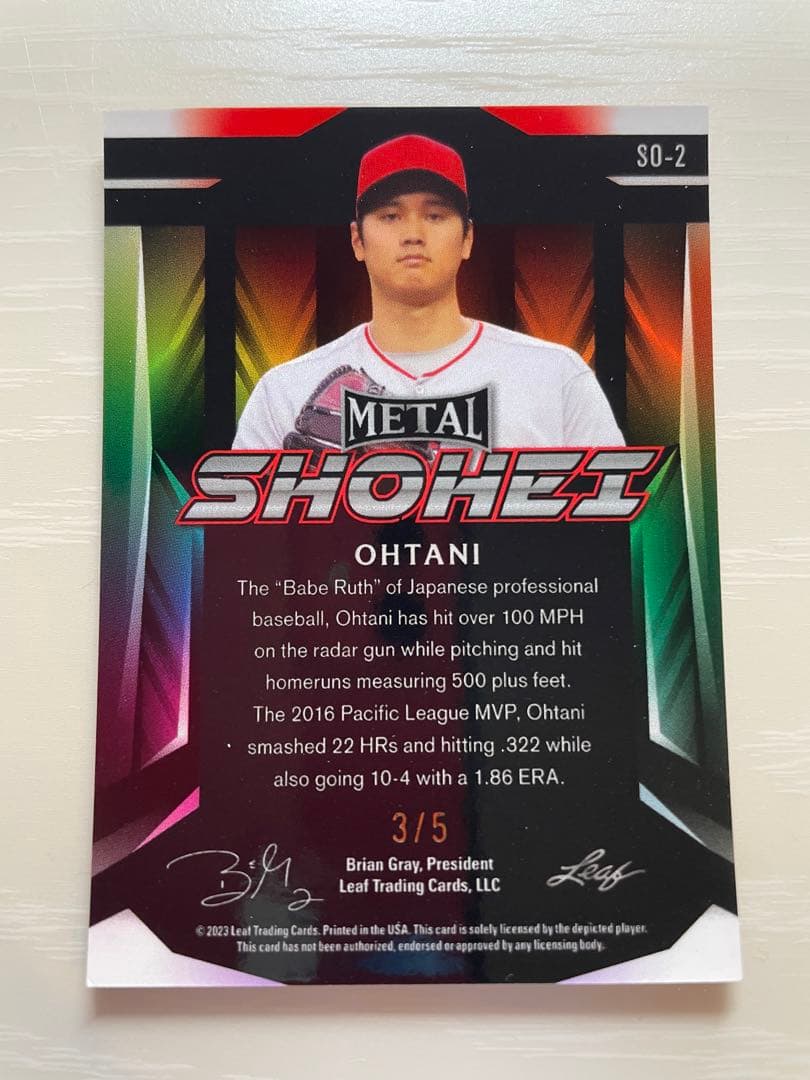 SO-2
METAL
SHOHEI
OHTANI
The “Babe Ruth” of Japanese professional
baseball, Ohtani has hit over 100 MPH
on the radar gun while pitching and hit
homeruns measuring 500 plus feet.
The 2016 Pacific League MVP, Ohtani
smashed 22 HRs and hitting .322 while
also going 10-4 with a 1.86 ERA.
3/5
Brian Gray, President
Leaf Trading Cards, LLC
Leaf
© 2023 Leaf Trading Cards. Printed in the USA. This card is solely licensed by the depicted player.
This card has not been authorized, endorsed or approved by any licensing body.